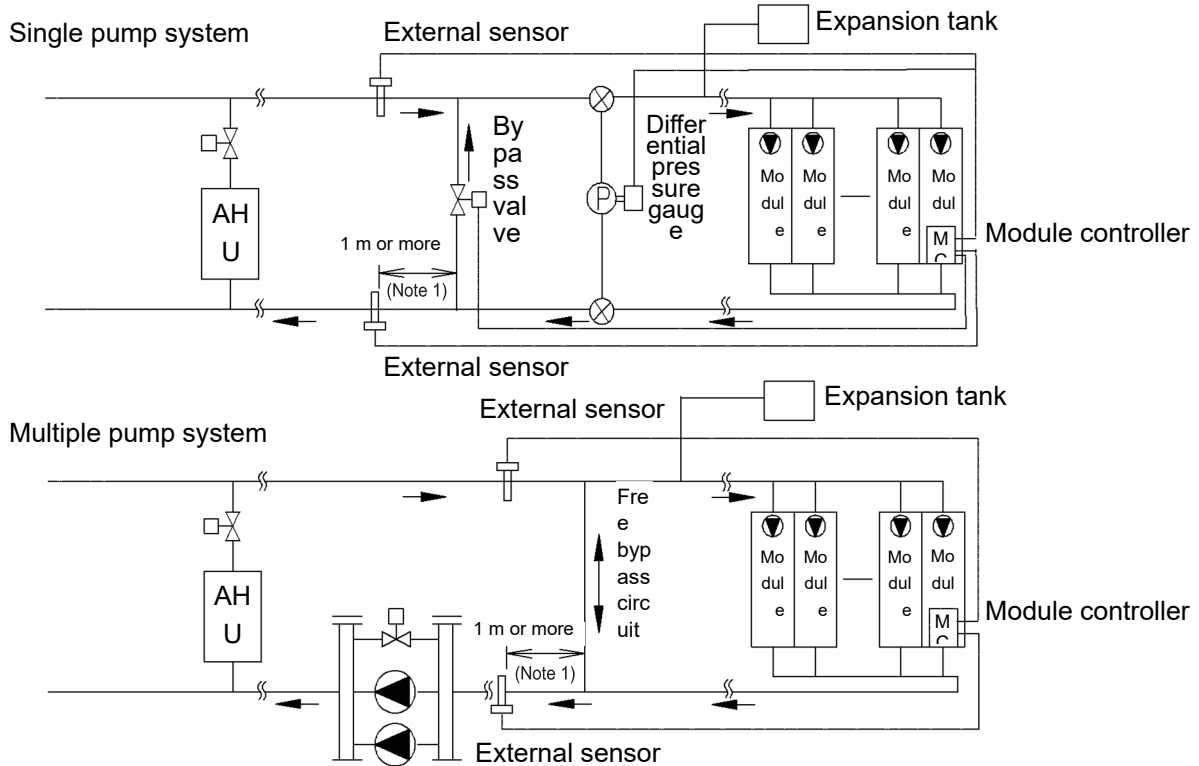 Single pump system
External sensor
Expansion tank
By
pa
ss
val
ve
Differ
ential
pres
sure
gaug
e
P
AH
U
1 m or more
(Note 1)
Mo
dul
e
Mo
dul
e
Mo
dul
e
Mo
dul
M
C
Module controller
External sensor
Multiple pump system
External sensor
Expansion tank
Fre
e
byp
ass
circ
uit
AH
U
1 m or more
(Note 1)
Mo
dul
e
Mo
dul
e
Mo
dul
e
Mo
dul
M
C
Module controller
External sensor